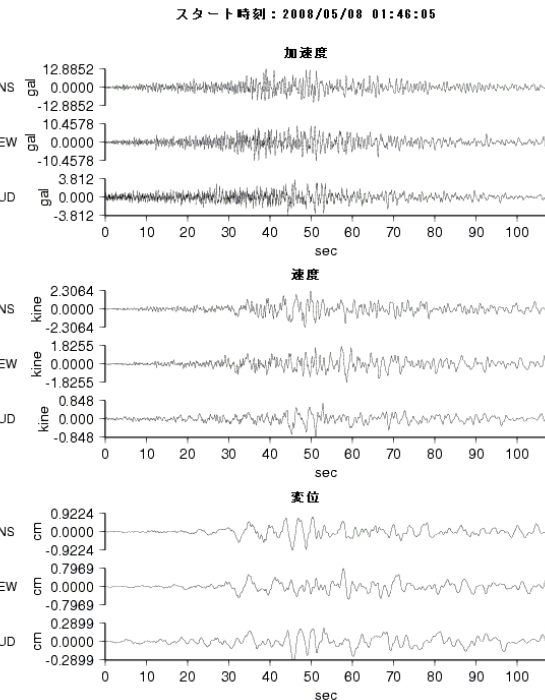 スタート時刻：2008/05/08 01:46:05
加速度
NS gal 12.8852 0.0000 -12.8852
EW gal 10.4578 0.0000 -10.4578
UD gal 3.812 0.000 -3.812
0 10 20 30 40 50 60 70 80 90 100
sec
速度
NS kine 2.3064 0.0000 -2.3064
EW kine 1.8255 0.0000 -1.8255
UD kine 0.848 0.000 -0.848
0 10 20 30 40 50 60 70 80 90 100
sec
変位
NS cm 0.9224 0.0000 -0.9224
EW cm 0.7969 0.0000 -0.7969
UD cm 0.2899 0.0000 -0.2899
0 10 20 30 40 50 60 70 80 90 100
sec